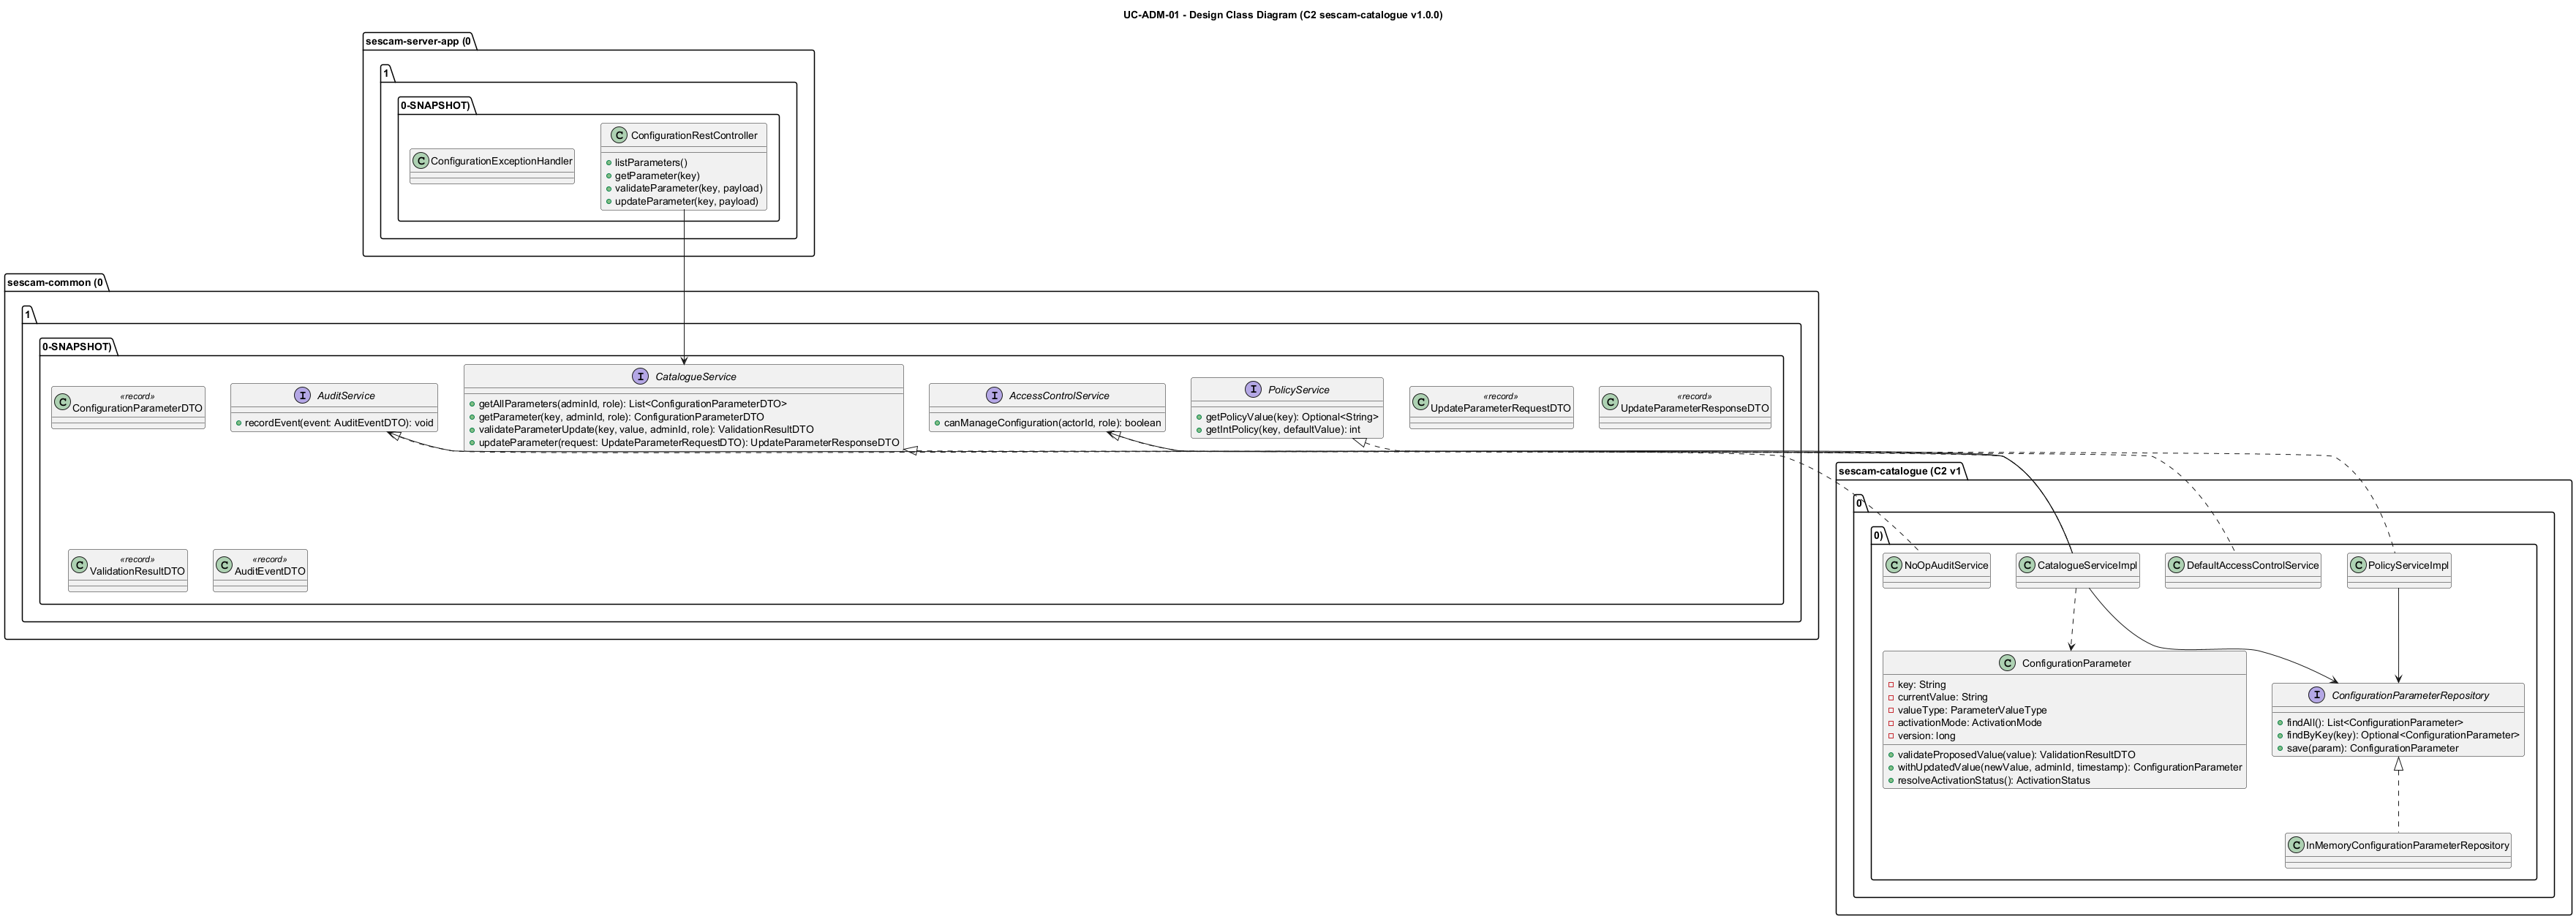 UC-ADM-01 - Design Class Diagram (C2 sescam-catalogue v1.0.0)
sescam-server-app (0
1
0-SNAPSHOT)
C ConfigurationExceptionHandler
C ConfigurationRestController
listParameters()
getParameter(key)
validateParameter(key, payload)
updateParameter(key, payload)
sescam-common (0
1
0-SNAPSHOT)
C «record»
ConfigurationParameterDTO
I AuditService
recordEvent(event: AuditEventDTO): void
I CatalogueService
getAllParameters(adminId, role): List<ConfigurationParameterDTO>
getParameter(key, adminId, role): ConfigurationParameterDTO
validateParameterUpdate(key, value, adminId, role): ValidationResultDTO
updateParameter(request: UpdateParameterRequestDTO): UpdateParameterResponseDTO
I AccessControlService
canManageConfiguration(actorId, role): boolean
I PolicyService
getPolicyValue(key): Optional<String>
getIntPolicy(key, defaultValue): int
C «record»
UpdateParameterRequestDTO
C «record»
UpdateParameterResponseDTO
C «record»
ValidationResultDTO
C «record»
AuditEventDTO
sescam-catalogue (C2 v1
0
0)
C NoOpAuditService
C CatalogueServiceImpl
C DefaultAccessControlService
C PolicyServiceImpl
C ConfigurationParameter
key: String
currentValue: String
valueType: ParameterValueType
activationMode: ActivationMode
version: long
validateProposedValue(value): ValidationResultDTO
withUpdatedValue(newValue, adminId, timestamp): ConfigurationParameter
resolveActivationStatus(): ActivationStatus
I ConfigurationParameterRepository
findAll(): List<ConfigurationParameter>
findByKey(key): Optional<ConfigurationParameter>
save(param): ConfigurationParameter
C InMemoryConfigurationParameterRepository